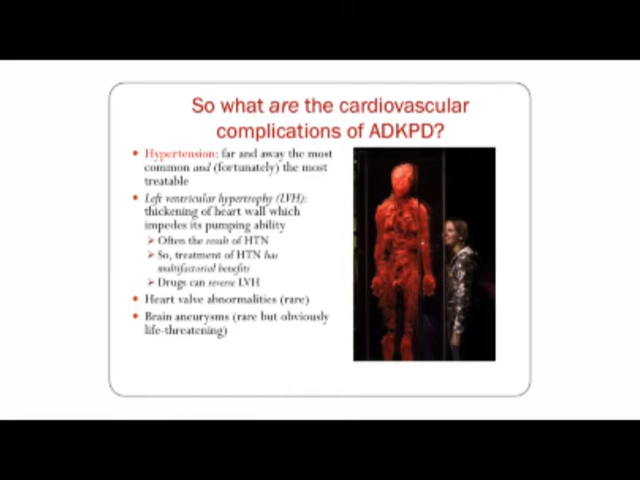 So what are the cardiovascular
complications of ADKPD?
• Hypertension: far and away the most
common and (fortunately) the most
treatable
• Left ventricular hypertrophy (LVH):
thickening of heart wall which
impedes its pumping ability
➢ Often the result of HTN
➢ So, treatment of HTN has
multifactorial benefits
➢ Drugs can reverse LVH
• Heart valve abnormalities (rare)
• Brain aneurysms (rare but obviously
life-threatening)